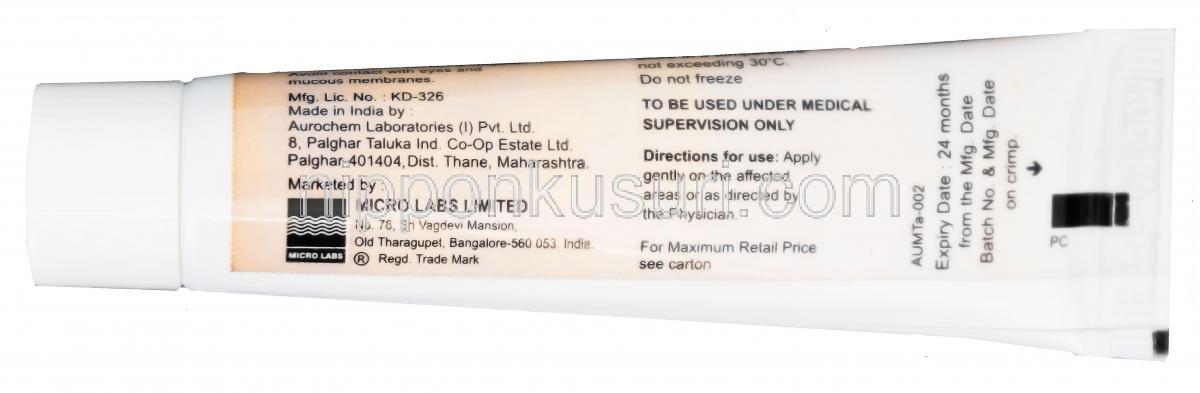 Avoid contact with eyes and
mucous membranes.
Mfg. Lic. No. : KD-326
Made in India by :
Aurochem Laboratories (I) Pvt. Ltd.
8, Palghar Taluka Ind. Co-Op Estate Ltd.
Palghar-401404, Dist. Thane, Maharashtra.
Marketed by :
MICRO LABS LIMITED
No. 76, Sri Vagdevi Mansion,
Old Tharagupet, Bangalore-560 053. India.
MICRO LABS
® Regd. Trade Mark
not exceeding 30°C.
Do not freeze
TO BE USED UNDER MEDICAL
SUPERVISION ONLY
Directions for use: Apply
gently on the affected
areas or as directed by
the Physician.
For Maximum Retail Price
see carton
AUMTa-002
Expiry Date : 24 months
from the Mfg. Date
Batch No. & Mfg. Date
on crimp.
PC
nipponkusuri.com